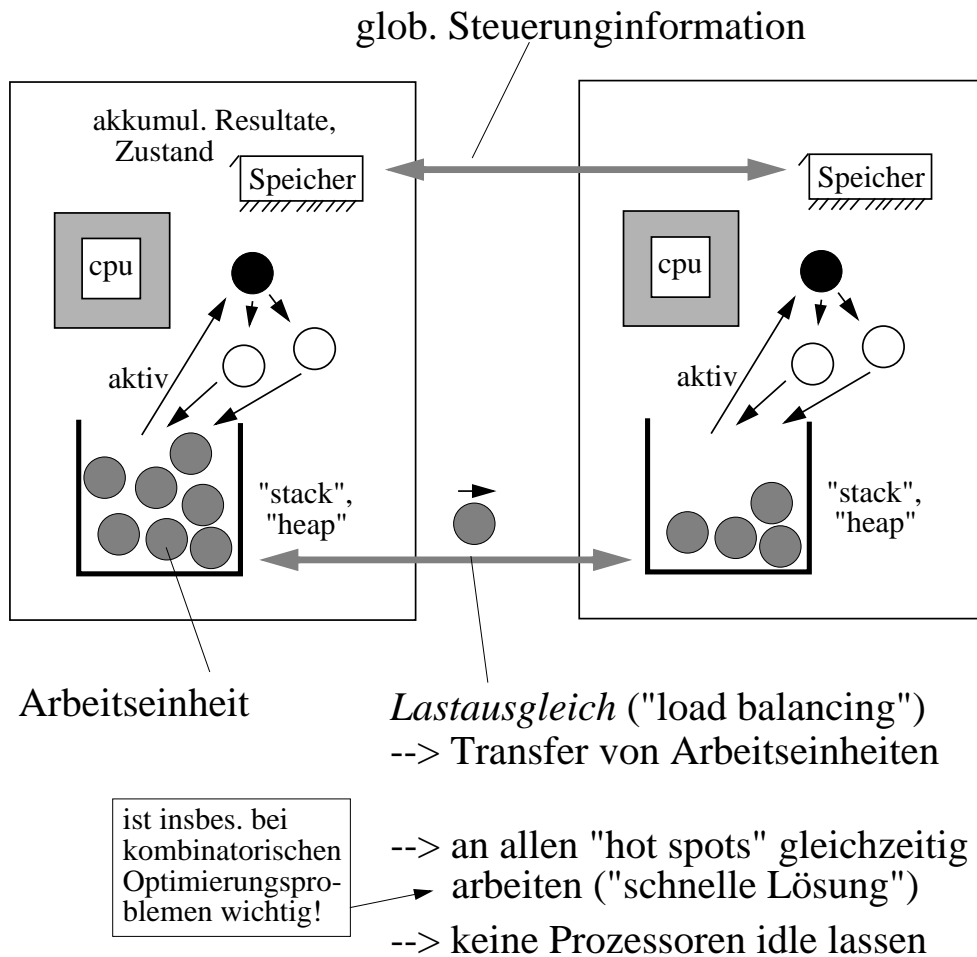 glob. Steuerunginformation
akkumul. Resultate,
Zustand
Speicher
Speicher
cpu
cpu
aktiv
aktiv
"stack",
"heap"
"stack",
"heap"
Arbeitseinheit
Lastausgleich ("load balancing")
--> Transfer von Arbeitseinheiten
ist insbes. bei
kombinatorischen
Optimierungspro-
blemen wichtig!
--> an allen "hot spots" gleichzeitig
arbeiten ("schnelle Lösung")
--> keine Prozessoren idle lassen